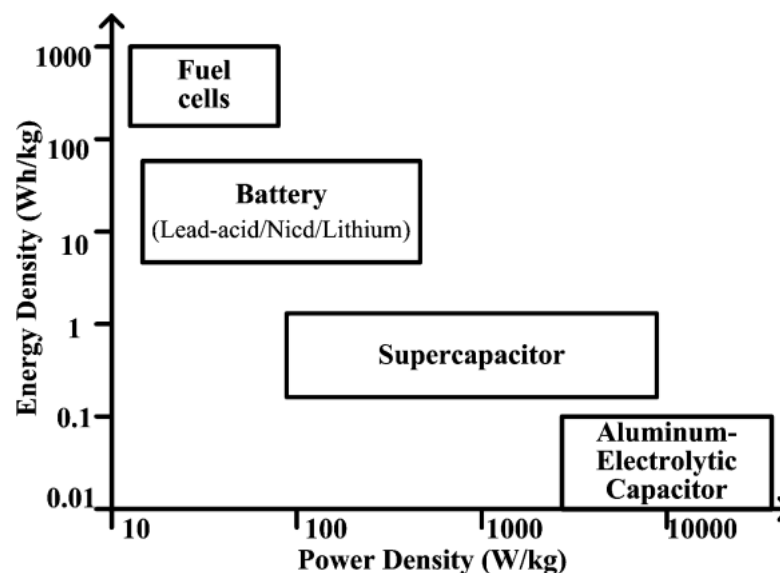 Energy Density (Wh/kg)
1000
100
10
1
0.1
0.01
Fuel
cells
Battery
(Lead-acid/Nicd/Lithium)
Supercapacitor
Aluminum-
Electrolytic
Capacitor
10
100
1000
10000
Power Density (W/kg)